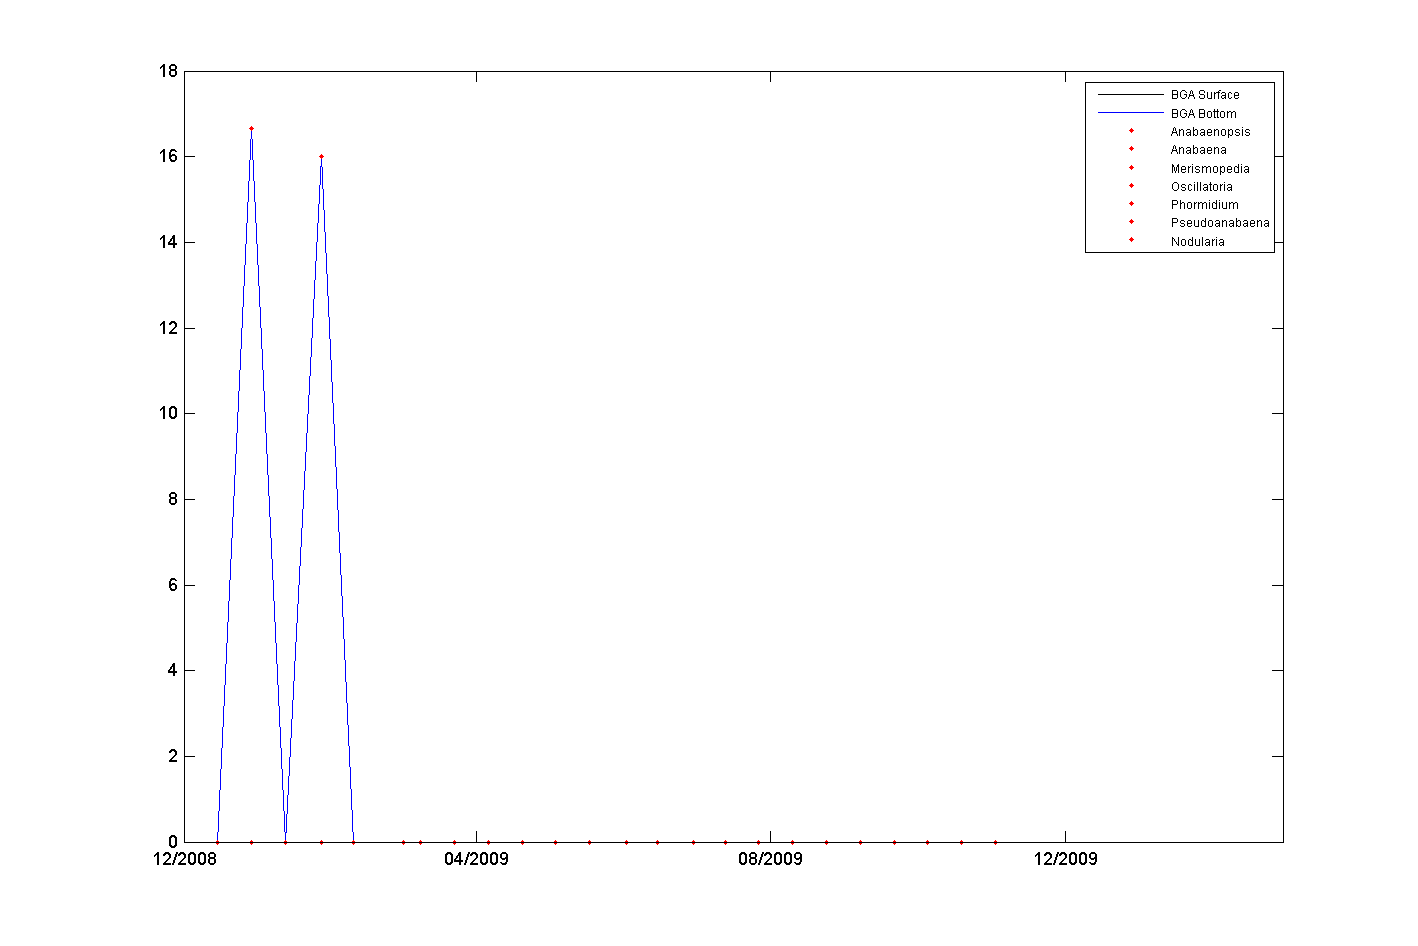 18
16
14
12
10
8
6
4
2
0
12/2008
04/2009
08/2009
12/2009
BGA Surface
BGA Bottom
Anabaenopsis
Anabaena
Merismopedia
Oscillatoria
Phormidium
Pseudoanabaena
Nodularia